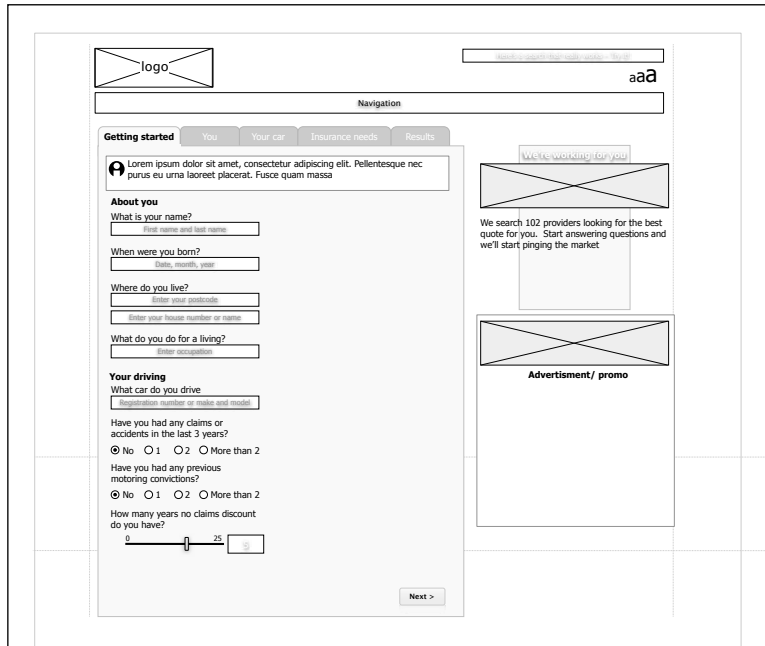 logo
aaa
Navigation
Getting started You Your car Insurance needs Results
Lorem ipsum dolor sit amet, consectetur adipiscing elit. Pellentesque nec
purus eu urna laoreet placerat. Fusce quam massa
About you
What is your name?
First name and last name
When were you born?
Date, month, year
Where do you live?
Enter your postcode
Enter your house number or name
What do you do for a living?
Enter occupation
Your driving
What car do you drive
Registration number or make and model
Have you had any claims or
accidents in the last 3 years?
No 1 2 More than 2
Have you had any previous
motoring convictions?
No 1 2 More than 2
How many years no claims discount
do you have?
0 25 5
Next >
We're working for you
We search 102 providers looking for the best
quote for you. Start answering questions and
we'll start pinging the market
Advertisment/ promo